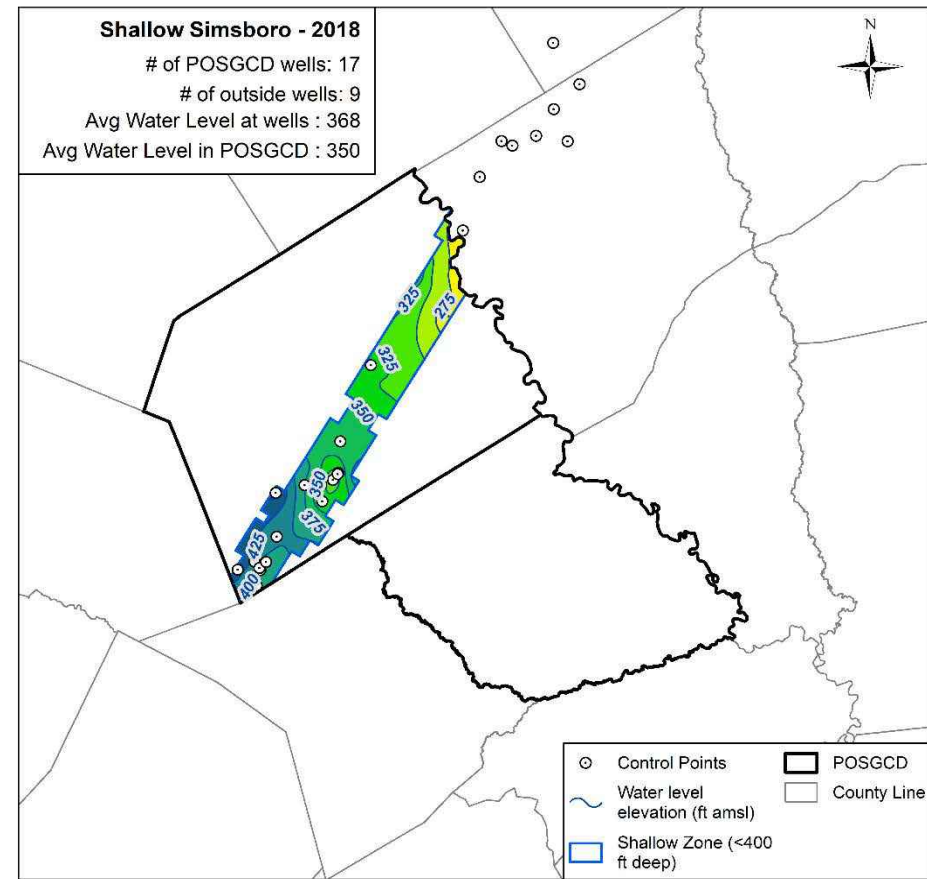 Shallow Simsboro - 2018
# of POSGCD wells: 17
# of outside wells: 9
Avg Water Level at wells : 368
Avg Water Level in POSGCD : 350
N
325
275
325
350
350
375
425
400
Control Points
Water level
elevation (ft amsl)
Shallow Zone (<400
ft deep)
POSGCD
County Line